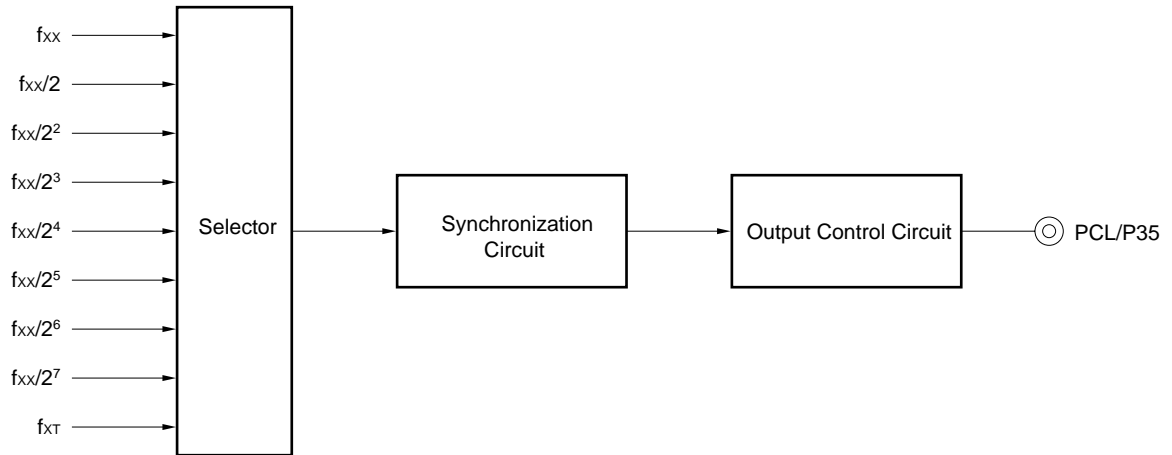 fXX
fXX/2
fXX/2²
fXX/2³
fXX/2⁴
fXX/2⁵
fXX/2⁶
fXX/2⁷
fXT
Selector
Synchronization
Circuit
Output Control Circuit
PCL/P35